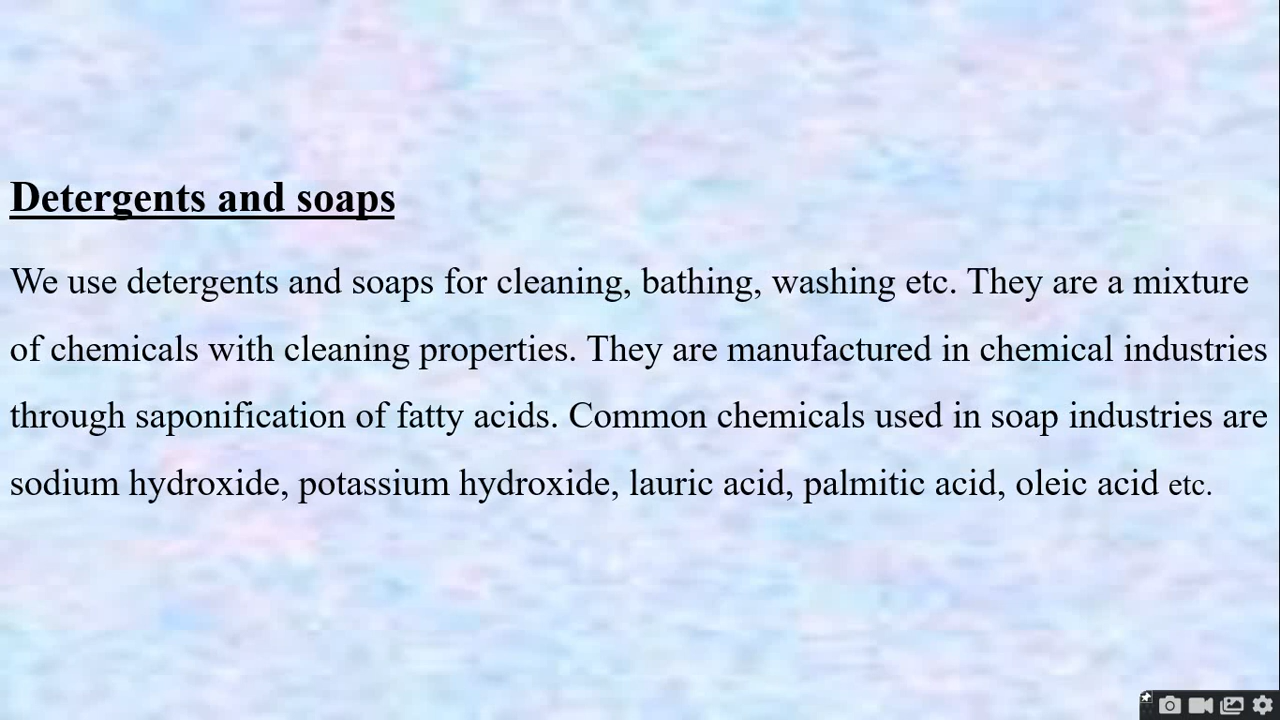 Detergents and soaps
We use detergents and soaps for cleaning, bathing, washing etc. They are a mixture
of chemicals with cleaning properties. They are manufactured in chemical industries
through saponification of fatty acids. Common chemicals used in soap industries are
sodium hydroxide, potassium hydroxide, lauric acid, palmitic acid, oleic acid etc.